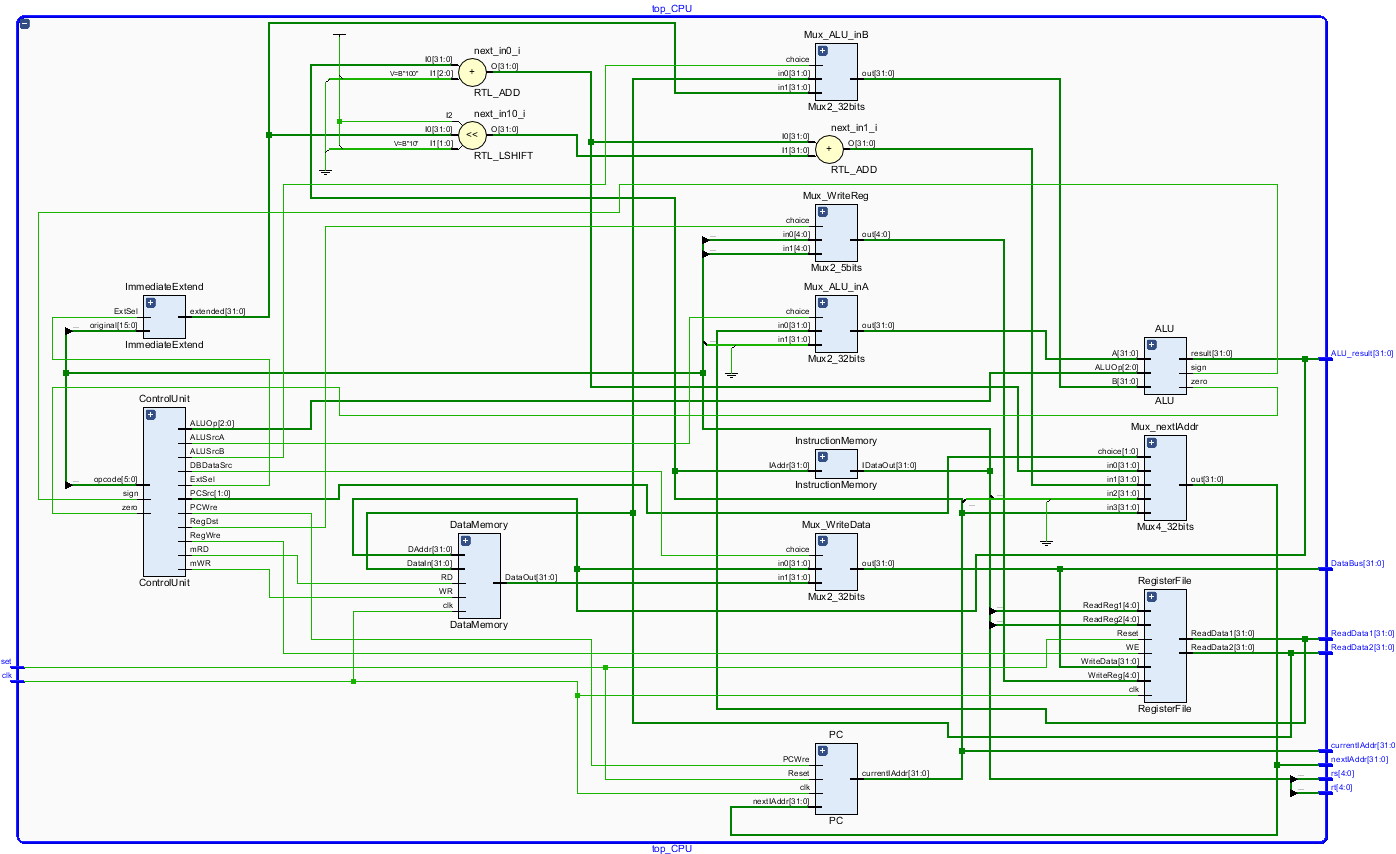 top_CPU
next_in0_i
I0[31:0]
V=B"100"
I1[2:0]
+
O[31:0]
RTL_ADD
next_in10_i
I2
I0[31:0]
V=B"10"
I1[1:0]
<<
O[31:0]
RTL_LSHIFT
Mux_ALU_inB
choice
in0[31:0]
in1[31:0]
out[31:0]
Mux2_32bits
next_in1_i
I0[31:0]
I1[31:0]
+
O[31:0]
RTL_ADD
Mux_WriteReg
choice
in0[4:0]
in1[4:0]
out[4:0]
Mux2_5bits
ImmediateExtend
ExtSel
original[15:0]
extended[31:0]
ImmediateExtend
Mux_ALU_inA
choice
in0[31:0]
in1[31:0]
out[31:0]
Mux2_32bits
ALU
A[31:0]
ALUOp[2:0]
B[31:0]
result[31:0]
sign
zero
ALU
ALU_result[31:0]
ControlUnit
opcode[5:0]
sign
zero
ALUOp[2:0]
ALUSrcA
ALUSrcB
DBDataSrc
ExtSel
PCSrc[1:0]
PCWre
RegDst
RegWre
mRD
mWR
ControlUnit
InstructionMemory
IAddr[31:0]
IDataOut[31:0]
InstructionMemory
Mux_nextIAddr
choice[1:0]
in0[31:0]
in1[31:0]
in2[31:0]
in3[31:0]
out[31:0]
Mux4_32bits
DataMemory
DAddr[31:0]
DataIn[31:0]
RD
WR
clk
DataOut[31:0]
DataMemory
Mux_WriteData
choice
in0[31:0]
in1[31:0]
out[31:0]
Mux2_32bits
DataBus[31:0]
RegisterFile
ReadReg1[4:0]
ReadReg2[4:0]
Reset
WE
WriteData[31:0]
WriteReg[4:0]
clk
ReadData1[31:0]
ReadData2[31:0]
RegisterFile
ReadData1[31:0]
ReadData2[31:0]
set
clk
PC
PCWre
Reset
clk
nextIAddr[31:0]
currentIAddr[31:0]
PC
currentIAddr[31:0
nextIAddr[31:0]
rs[4:0]
rt[4:0]
top_CPU